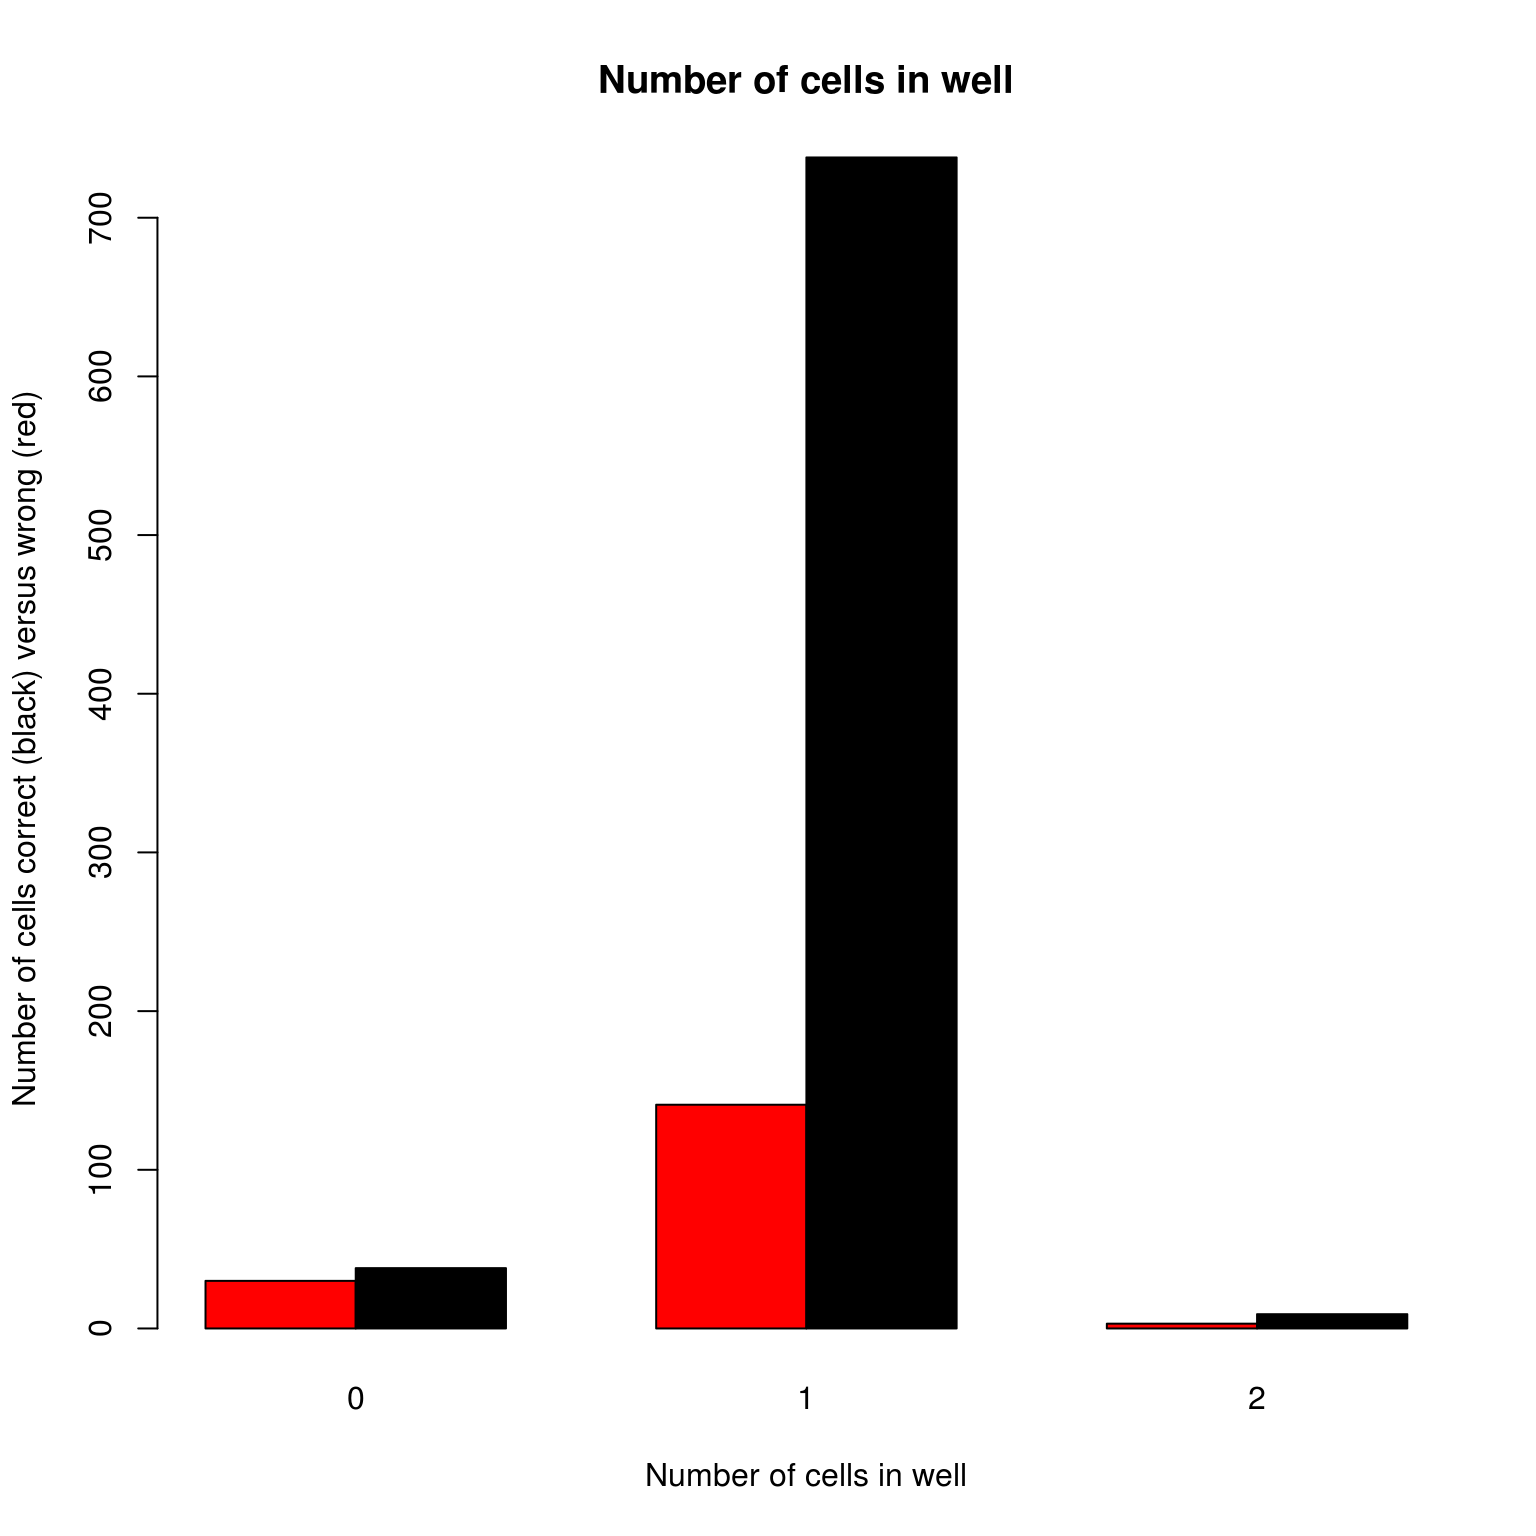 Number of cells in well
Number of cells correct (black) versus wrong (red)
700
600
500
400
300
200
100
0
0 1 2
Number of cells in well